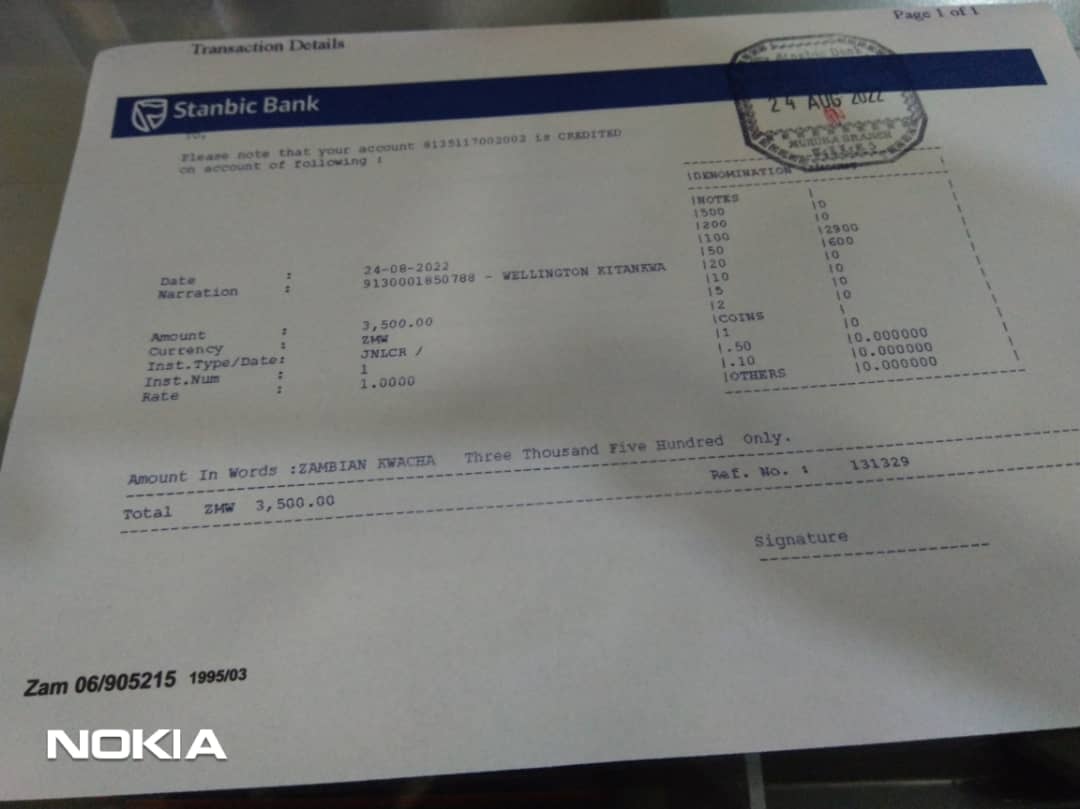 Page 1 of 1
Transaction Details
Stanbic Bank
Stanbic Bank
24 AUG 2022
TO,
Please note that your account 8135117002002 is CREDITED
on account of following :
|DENOMINATION
|NOTES |
|500 |0
|200 |0
|100 |2900
|50 |600
|20 |0
|10 |0
|5 |0
|2 |0
|COINS |
|1 |0
|.50 |0.000000
|.10 |0.000000
|OTHERS |0.000000
Date : 24-08-2022
Narration : 9130001850788 - WELLINGTON KITANKWA
Amount : 3,500.00
Currency : ZMW
Inst.Type/Date: JNLCR /
Inst.Num : 1
Rate : 1.0000
Amount In Words :ZAMBIAN KWACHA Three Thousand Five Hundred Only.
Total ZMW 3,500.00 Ref. No. : 131329
Signature
Zam 06/905215 1995/03
NOKIA